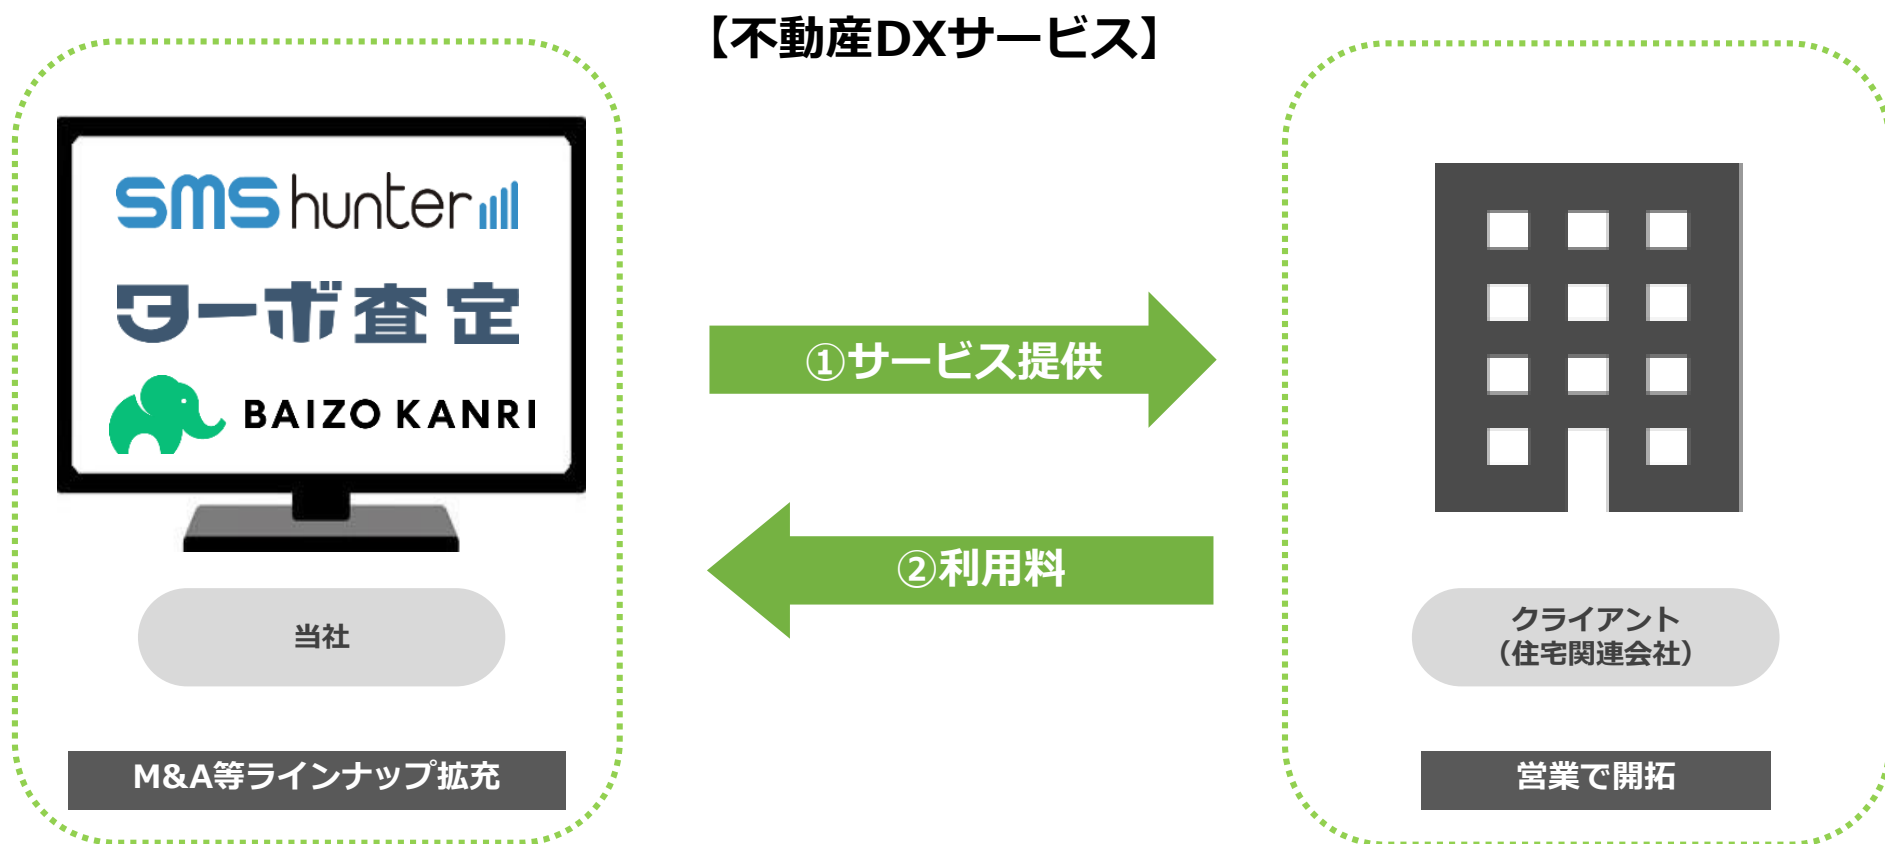 【不動産DXサービス】
SMS hunter
ターボ査定
BAIZO KANRI
①サービス提供
②利用料
当社
クライアント
（住宅関連会社）
M&A等ラインナップ拡充
営業で開拓